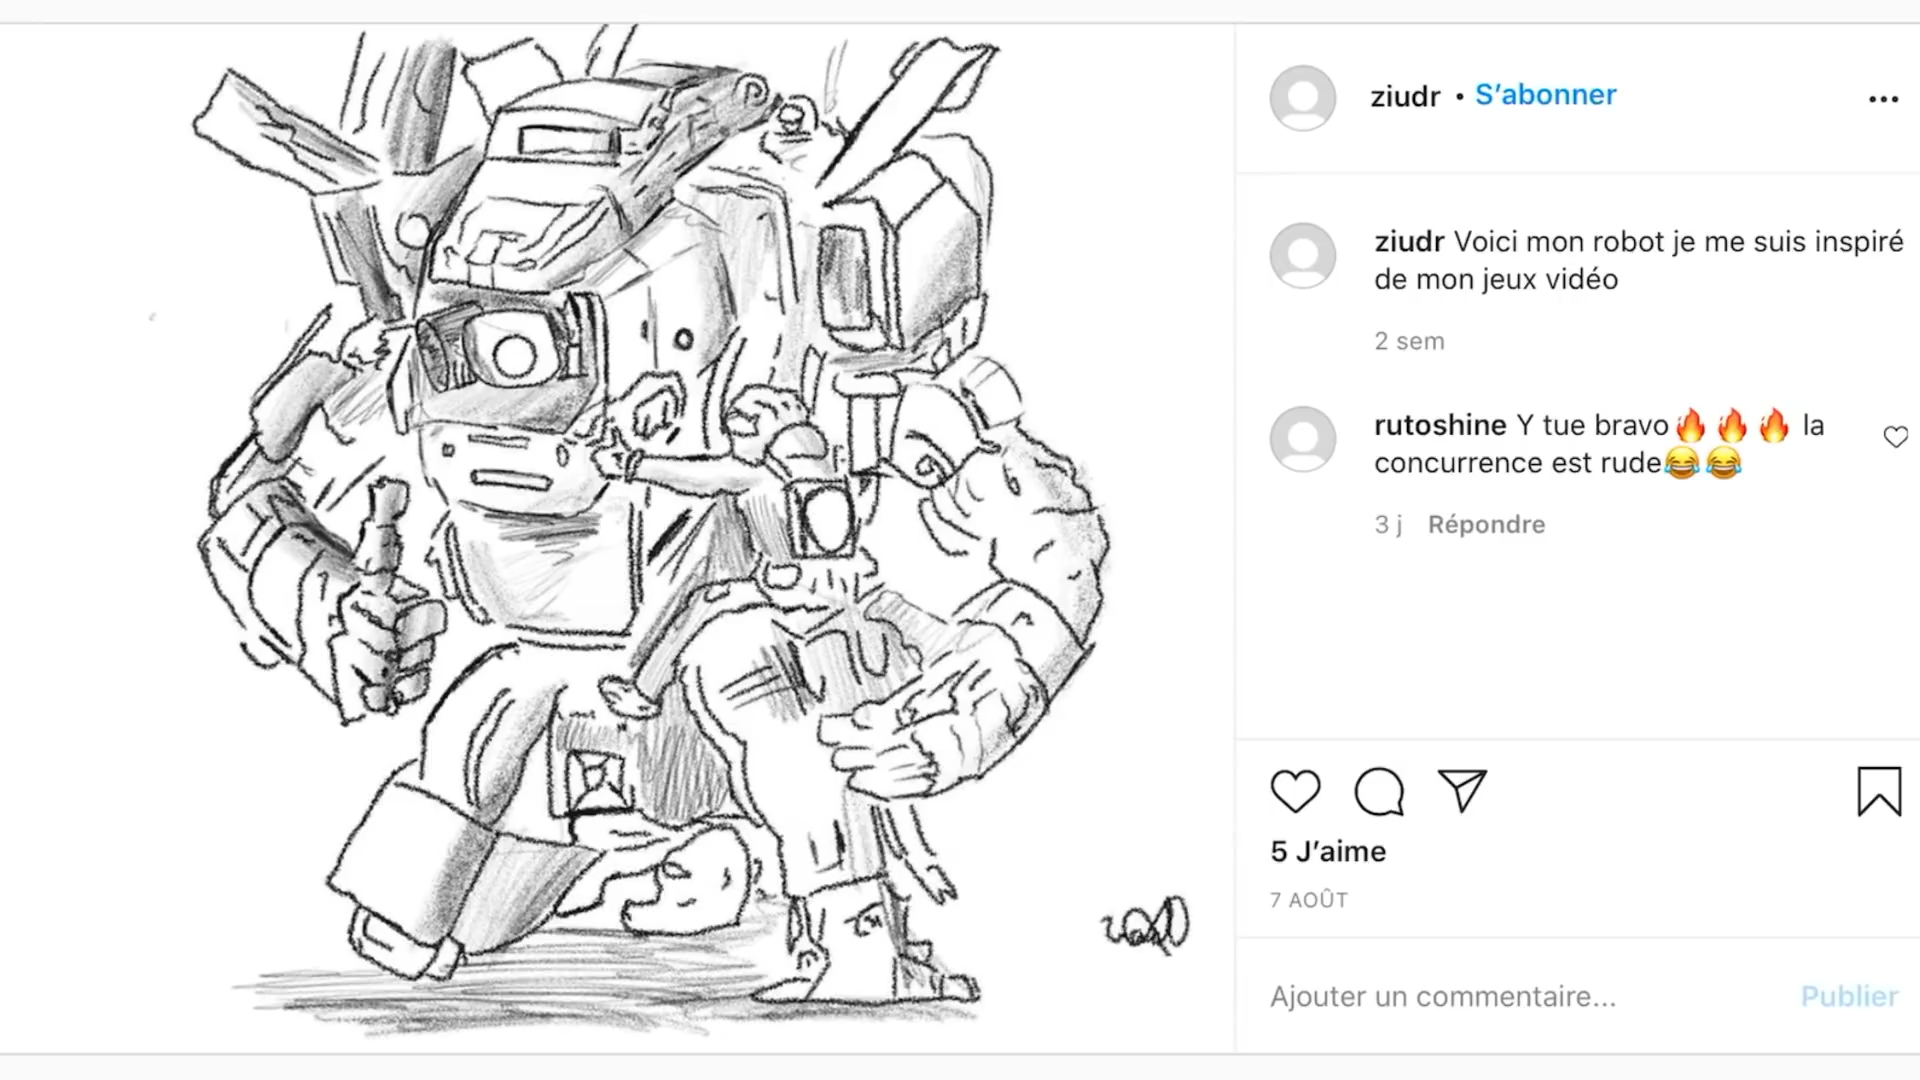 ziudr • S'abonner
ziudr Voici mon robot je me suis inspiré
de mon jeux vidéo
2 sem
rutoshine Y tue bravo🔥🔥🔥 la
concurrence est rude😂😂
3 j Répondre
5 J'aime
7 AOÛT
Ajouter un commentaire... Publier